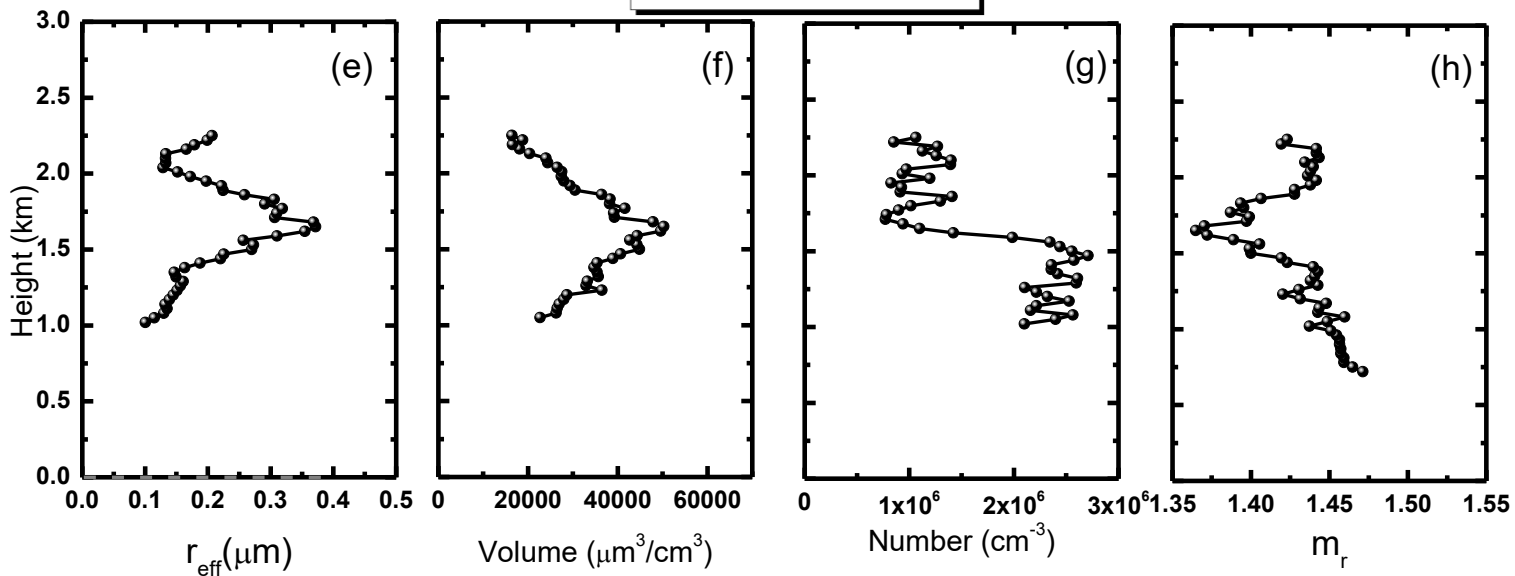 3.0
2.5
2.0
1.5
1.0
0.5
0.0
Height (km)
(e)
(f)
(g)
(h)
0.0 0.1 0.2 0.3 0.4 0.5
0 20000 40000 60000
0 1x10⁶ 2x10⁶ 3x10⁶
1.35 1.40 1.45 1.50 1.55
r_eff(μm)
Volume (μm³/cm³)
Number (cm⁻³)
m_r